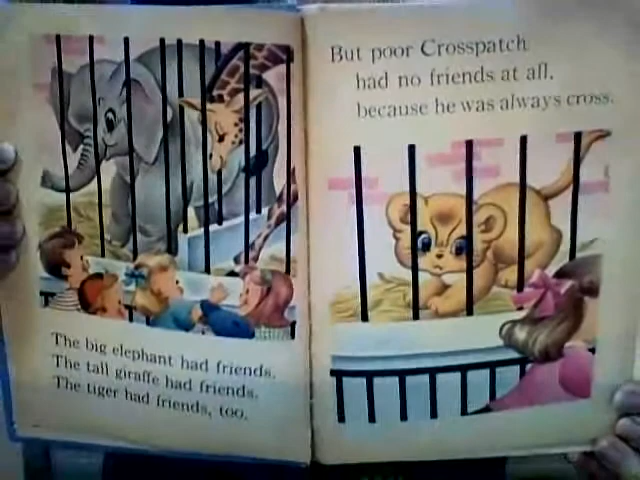 The big elephant had friends.
The tall giraffe had friends.
The tiger had friends, too.
But poor Crosspatch
had no friends at all,
because he was always cross.